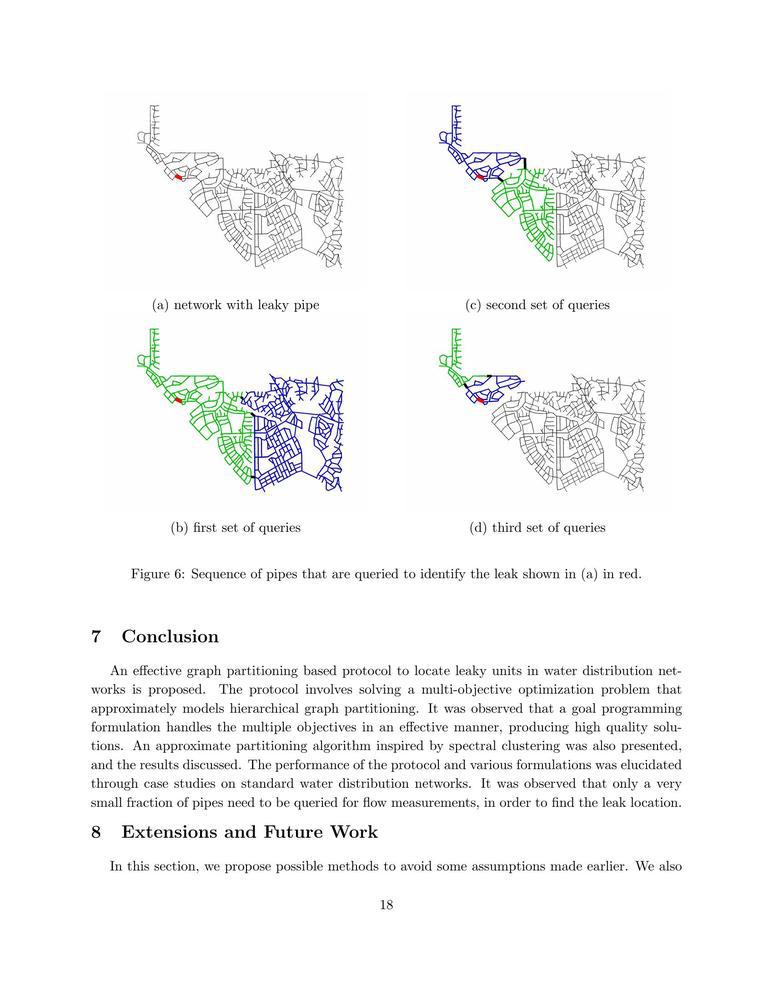 (a) network with leaky pipe
(c) second set of queries
(b) first set of queries
(d) third set of queries
Figure 6: Sequence of pipes that are queried to identify the leak shown in (a) in red.
7 Conclusion
An effective graph partitioning based protocol to locate leaky units in water distribution net-
works is proposed. The protocol involves solving a multi-objective optimization problem that
approximately models hierarchical graph partitioning. It was observed that a goal programming
formulation handles the multiple objectives in an effective manner, producing high quality solu-
tions. An approximate partitioning algorithm inspired by spectral clustering was also presented,
and the results discussed. The performance of the protocol and various formulations was elucidated
through case studies on standard water distribution networks. It was observed that only a very
small fraction of pipes need to be queried for flow measurements, in order to find the leak location.
8 Extensions and Future Work
In this section, we propose possible methods to avoid some assumptions made earlier. We also
18